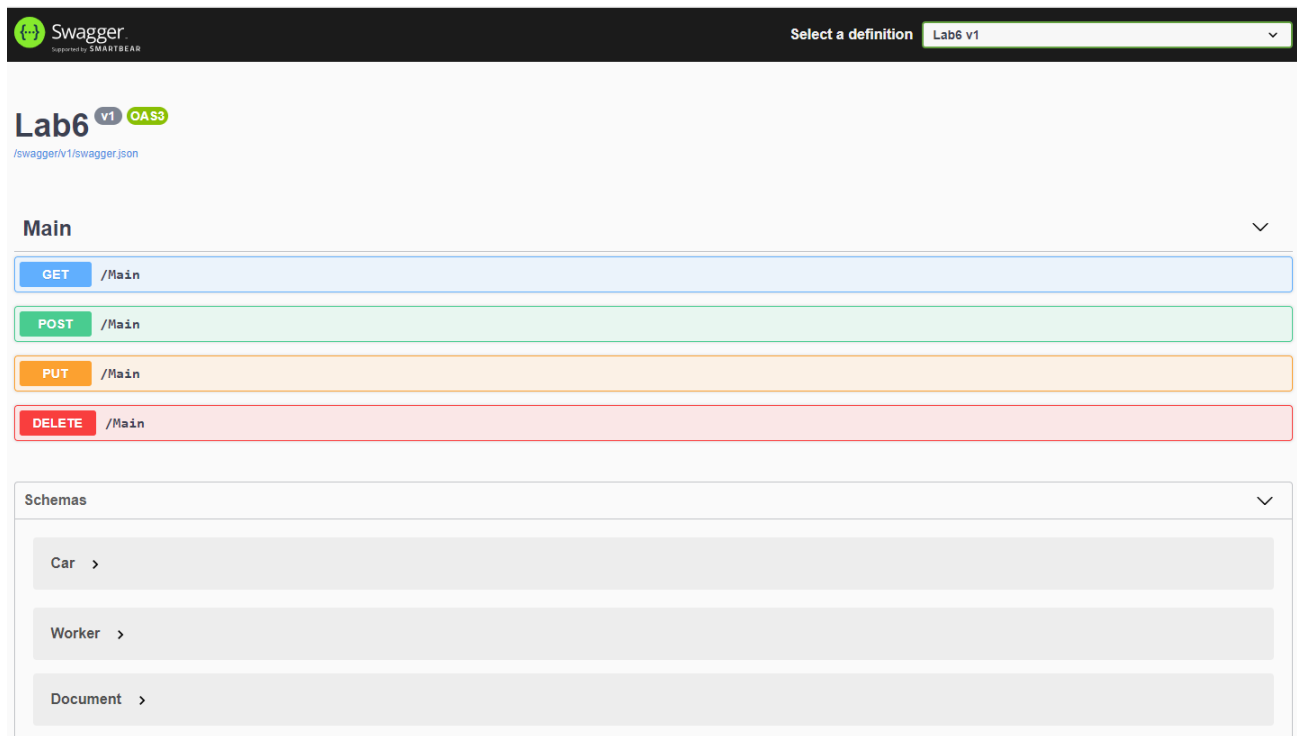 {...} Swagger.
Supported by SMARTBEAR
Select a definition Lab6 v1
Lab6 v1 OAS3
/swagger/v1/swagger.json
Main
GET /Main
POST /Main
PUT /Main
DELETE /Main
Schemas
Car
Worker
Document